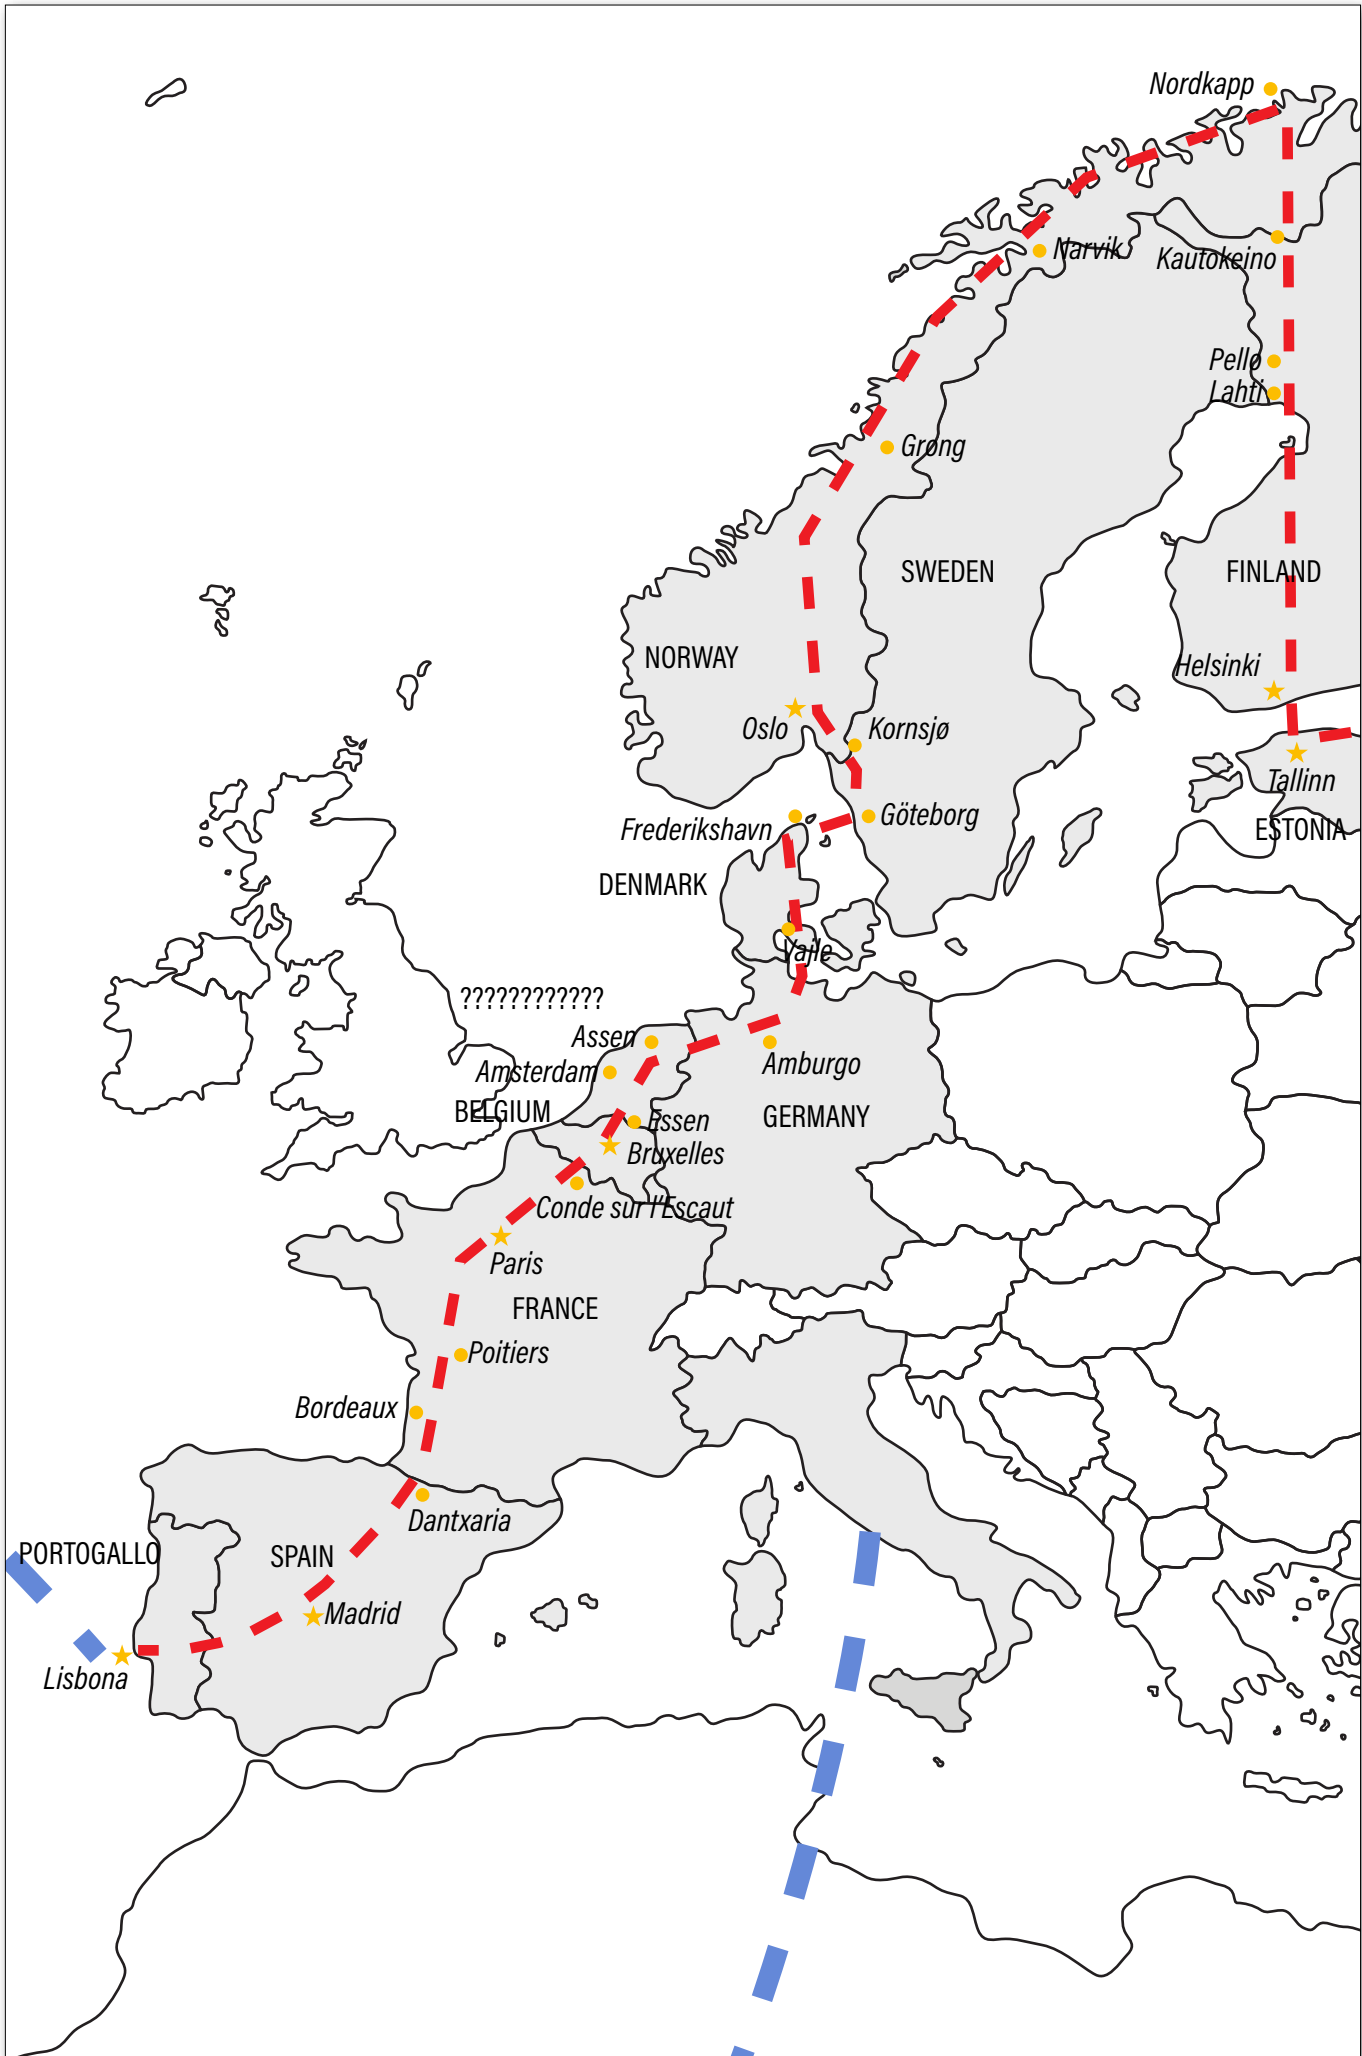 Nordkapp
Narvik
Kautokeino
Pellø
Lahti
Grong
SWEDEN
FINLAND
NORWAY
Helsinki
Oslo
Kornsjø
Tallinn
Göteborg
Frederikshavn
ESTONIA
DENMARK
Vajle
????????????
Assen
Amburgo
Amsterdam
BELGIUM
Essen
GERMANY
Bruxelles
Conde sur l'Escaut
Paris
FRANCE
Poitiers
Bordeaux
Dantxaria
PORTOGALLO
SPAIN
Madrid
Lisbona